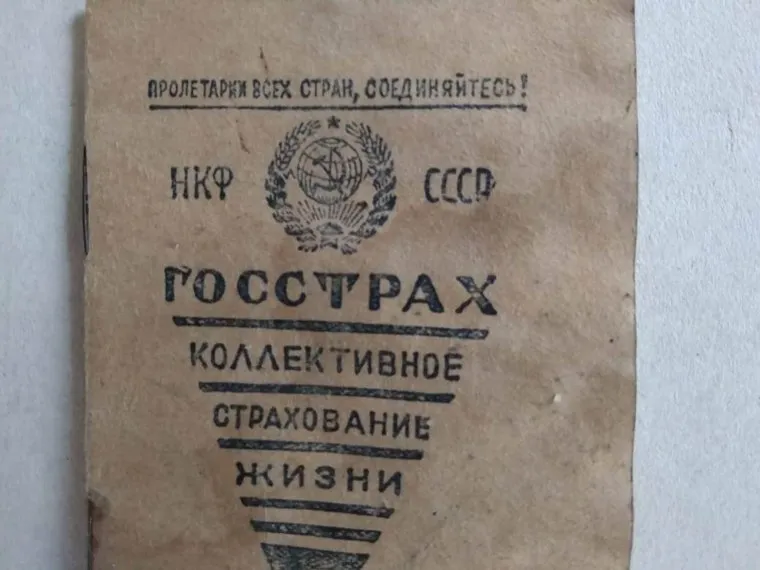 ПРОЛЕТАРИИ ВСЕХ СТРАН, СОЕДИНЯЙТЕСЬ!
НКФ СССР
ГОССТРАХ
КОЛЛЕКТИВНОЕ
СТРАХОВАНИЕ
ЖИЗНИ